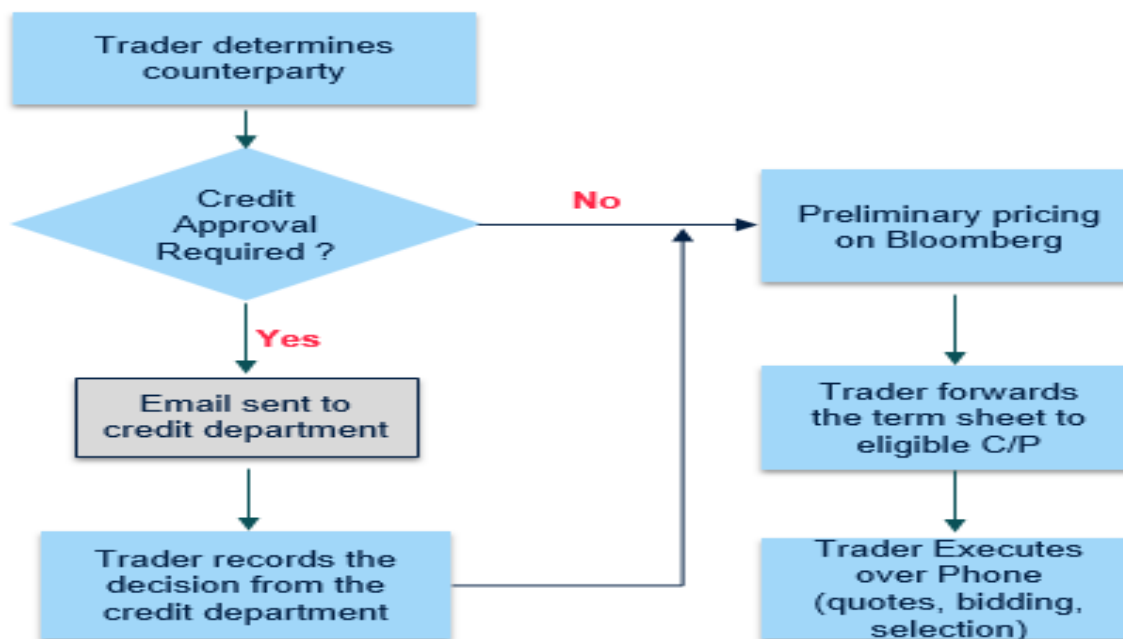 Trader determines
counterparty
Credit
Approval
Required ?
No
Yes
Email sent to
credit department
Trader records the
decision from the
credit department
Preliminary pricing
on Bloomberg
Trader forwards
the term sheet to
eligible C/P
Trader Executes
over Phone
(quotes, bidding,
selection)